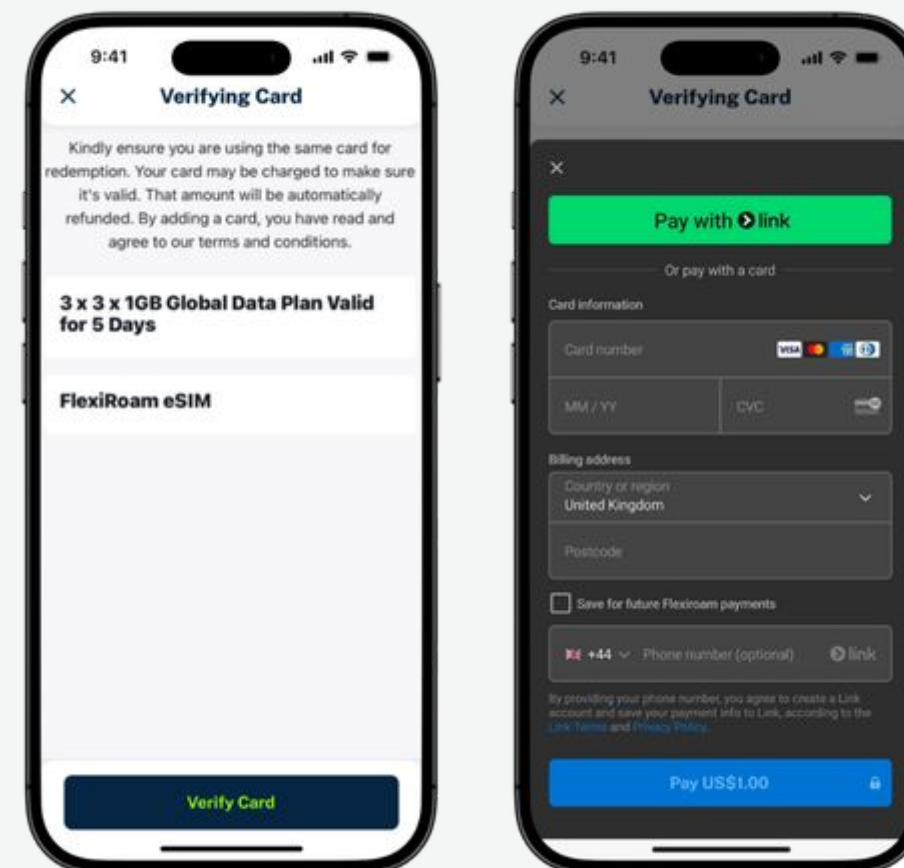 9:41
Verifying Card
Kindly ensure you are using the same card for
redemption. Your card may be charged to make sure
it's valid. That amount will be automatically
refunded. By adding a card, you have read and
agree to our terms and conditions.
3 x 3 x 1GB Global Data Plan Valid
for 5 Days
FlexiRoam eSIM
Verify Card
9:41
Verifying Card
Pay with link
Or pay with a card
Card information
Card number
VISA
MM / YY
CVC
Billing address
Country or region
United Kingdom
Postcode
Save for future Flexiroam payments
+44 Phone number (optional) link
By providing your phone number, you agree to create a Link
account and save your payment info to Link, according to the
Link Terms and Privacy Policy.
Pay US$1.00